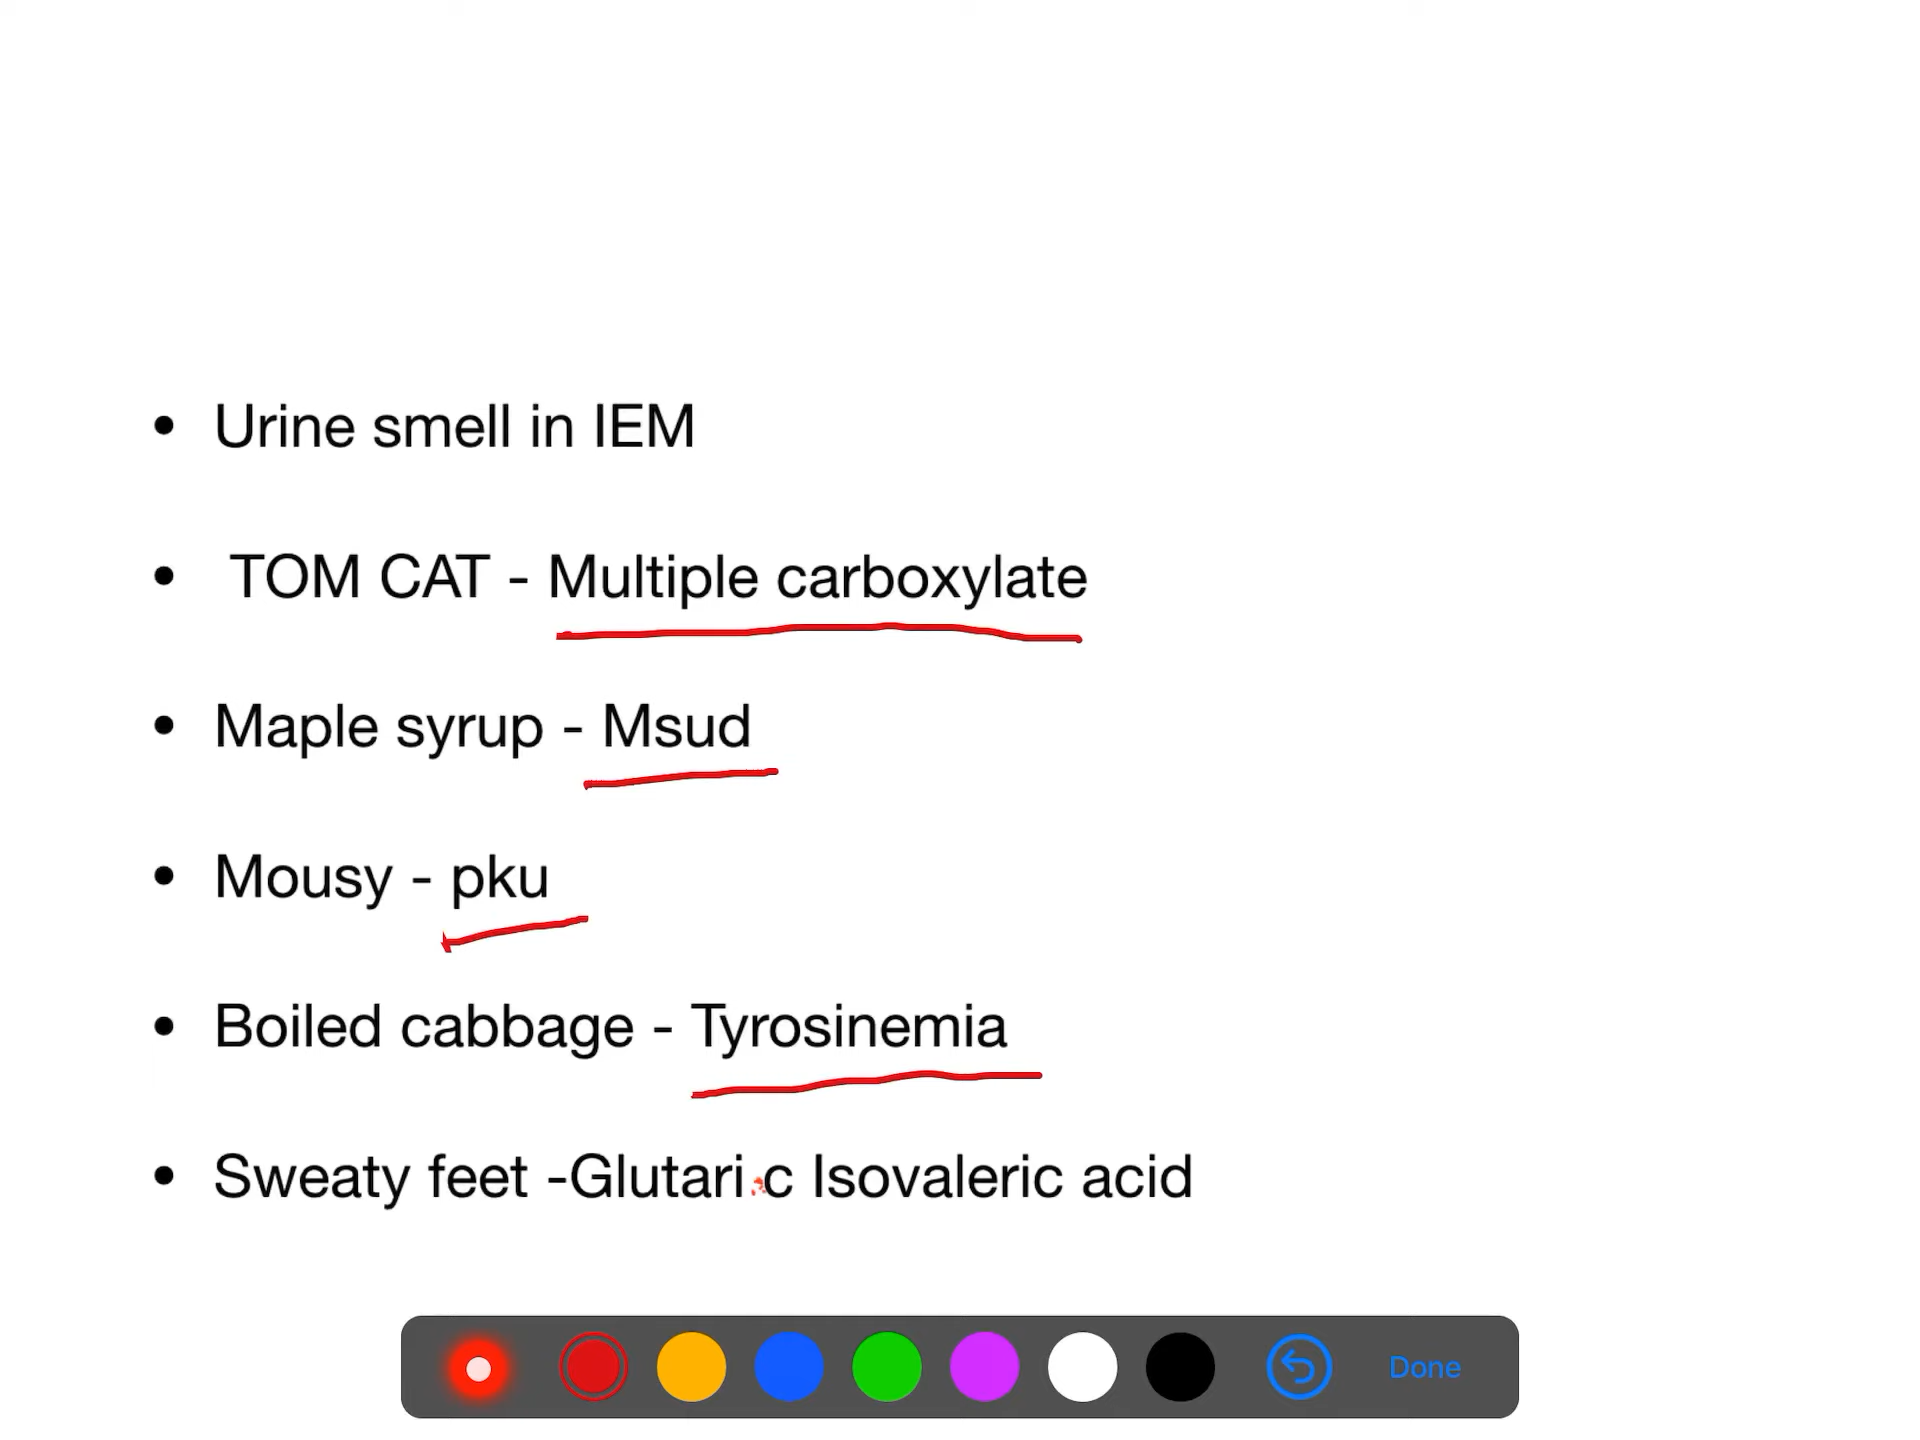 • Urine smell in IEM
• TOM CAT - Multiple carboxylate
• Maple syrup - Msud
• Mousy - pku
• Boiled cabbage - Tyrosinemia
• Sweaty feet -Glutari c Isovaleric acid
Done